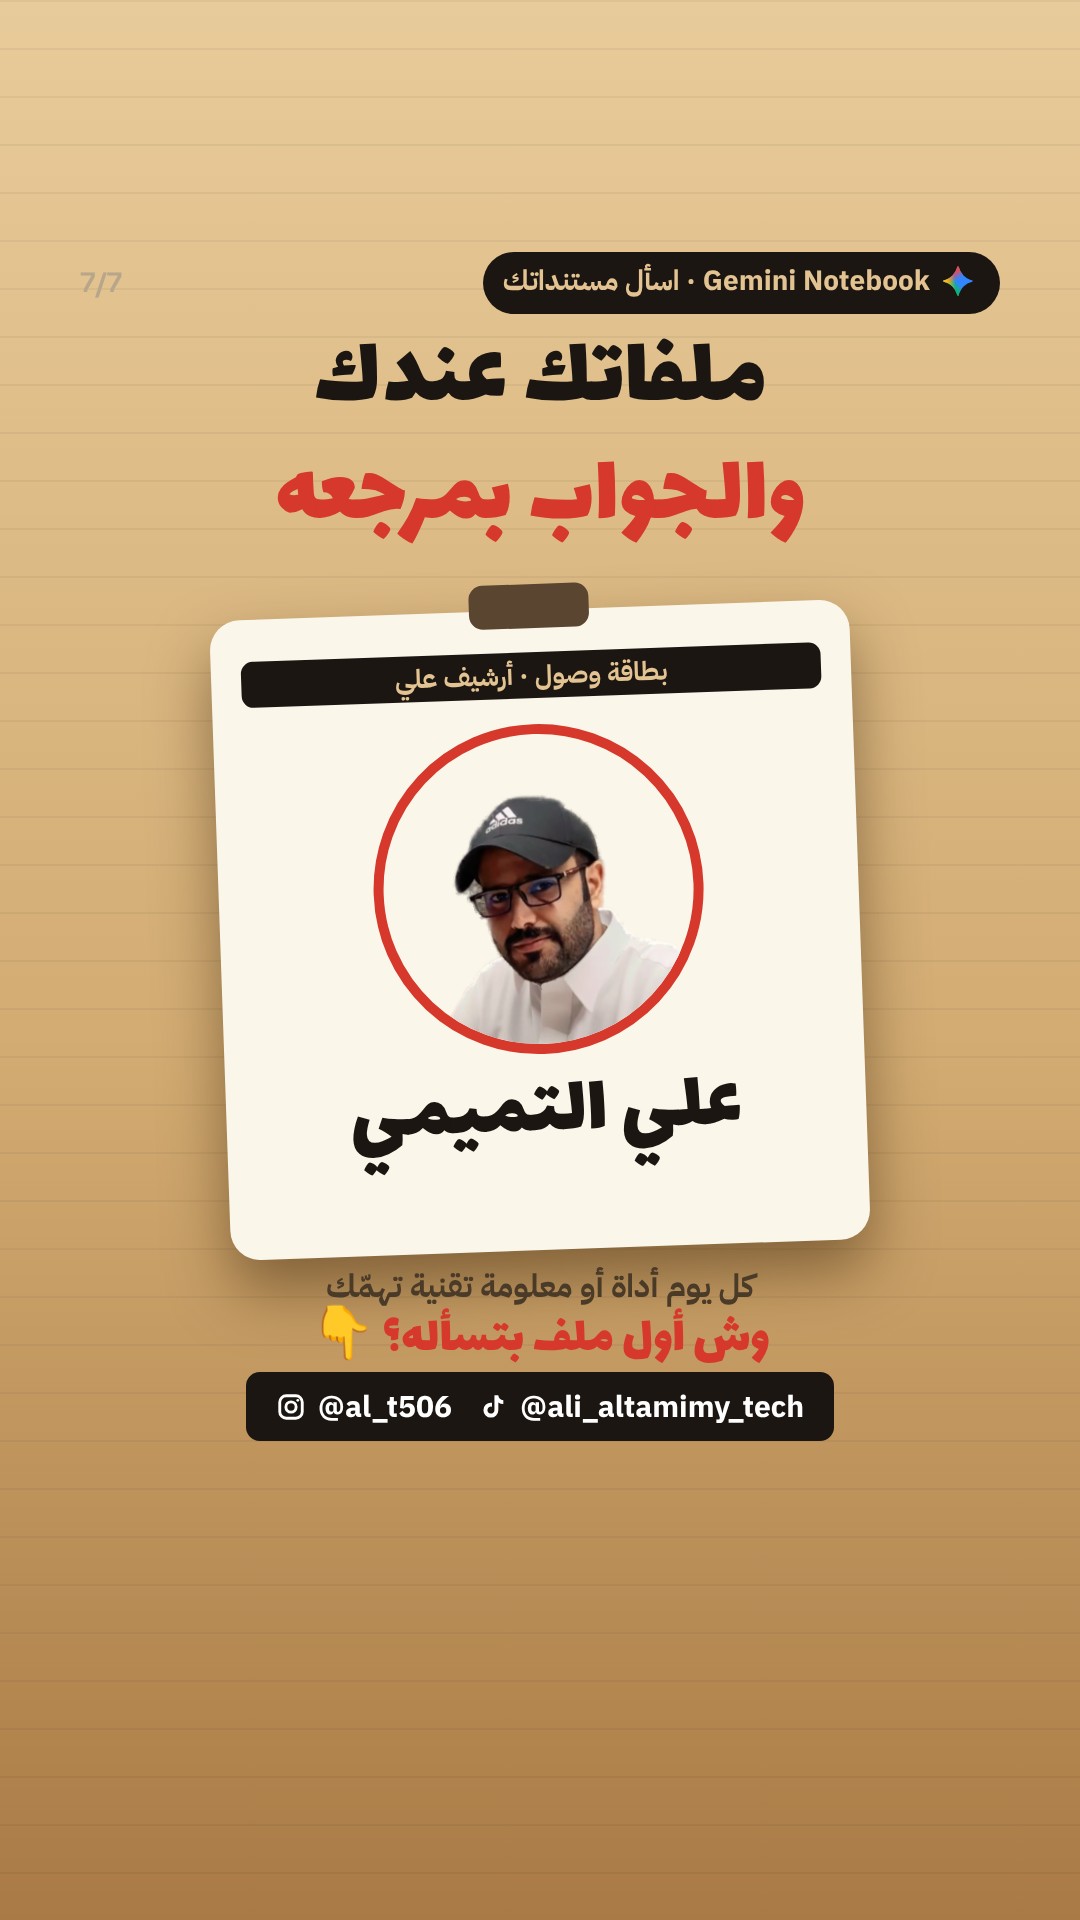 Gemini Notebook · اسأل مستنداتك
7/7
ملفاتك عندك
والجواب بمرجعه
بطاقة وصول · أرشيف علي
adidas
علي التميمي
كل يوم أداة أو معلومة تقنية تهمّك
وش أول ملف بتسأله؟ 👇
@al_t506 @ali_altamimy_tech